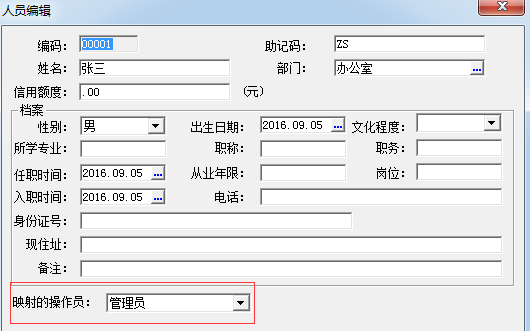 人员编辑
编码： 00001 助记码： ZS
姓名： 张三 部门： 办公室 ...
信用额度： .00 （元）
档案
性别： 男 出生日期： 2016.09.05 ... 文化程度：
所学专业： 职称： 职务：
任职时间： 2016.09.05 ... 从业年限： 岗位：
入职时间： 2016.09.05 ... 电话：
身份证号：
现住址：
备注：
映射的操作员： 管理员